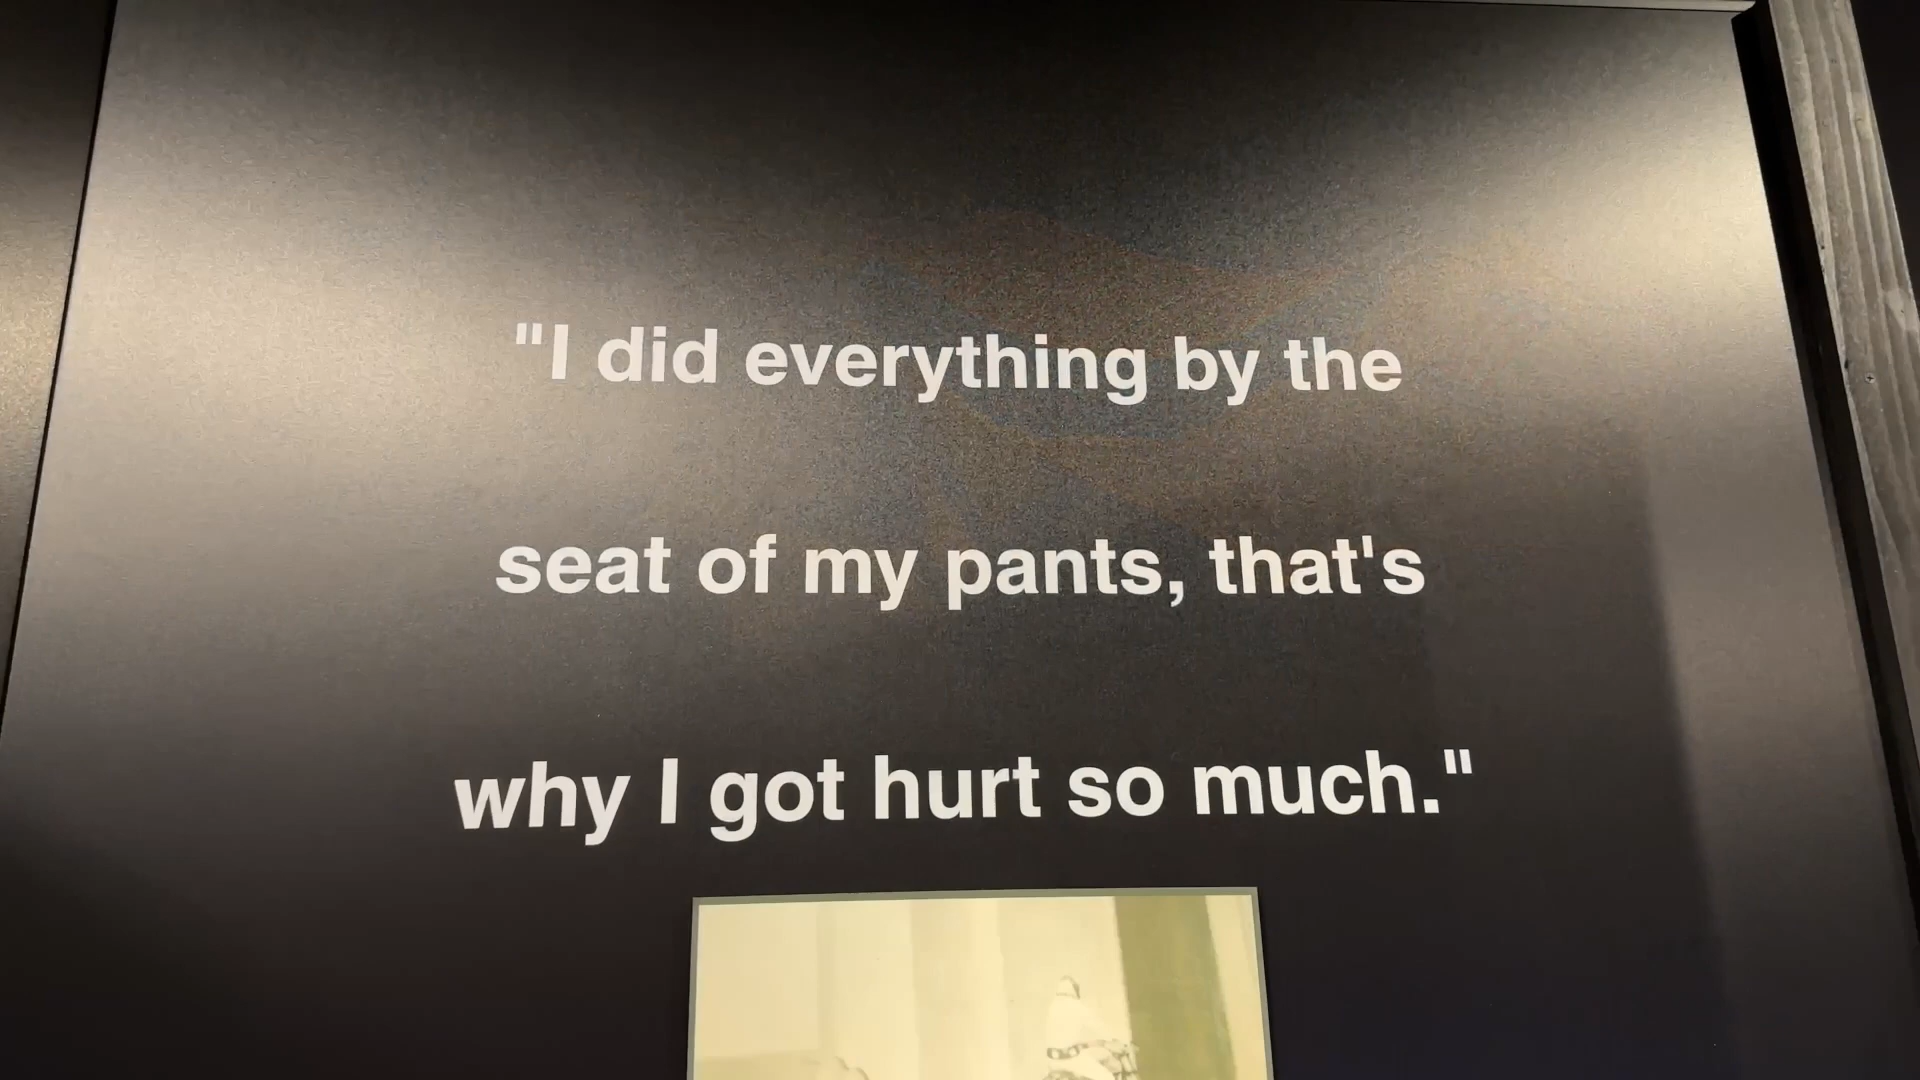 "I did everything by the
seat of my pants, that's
why I got hurt so much."